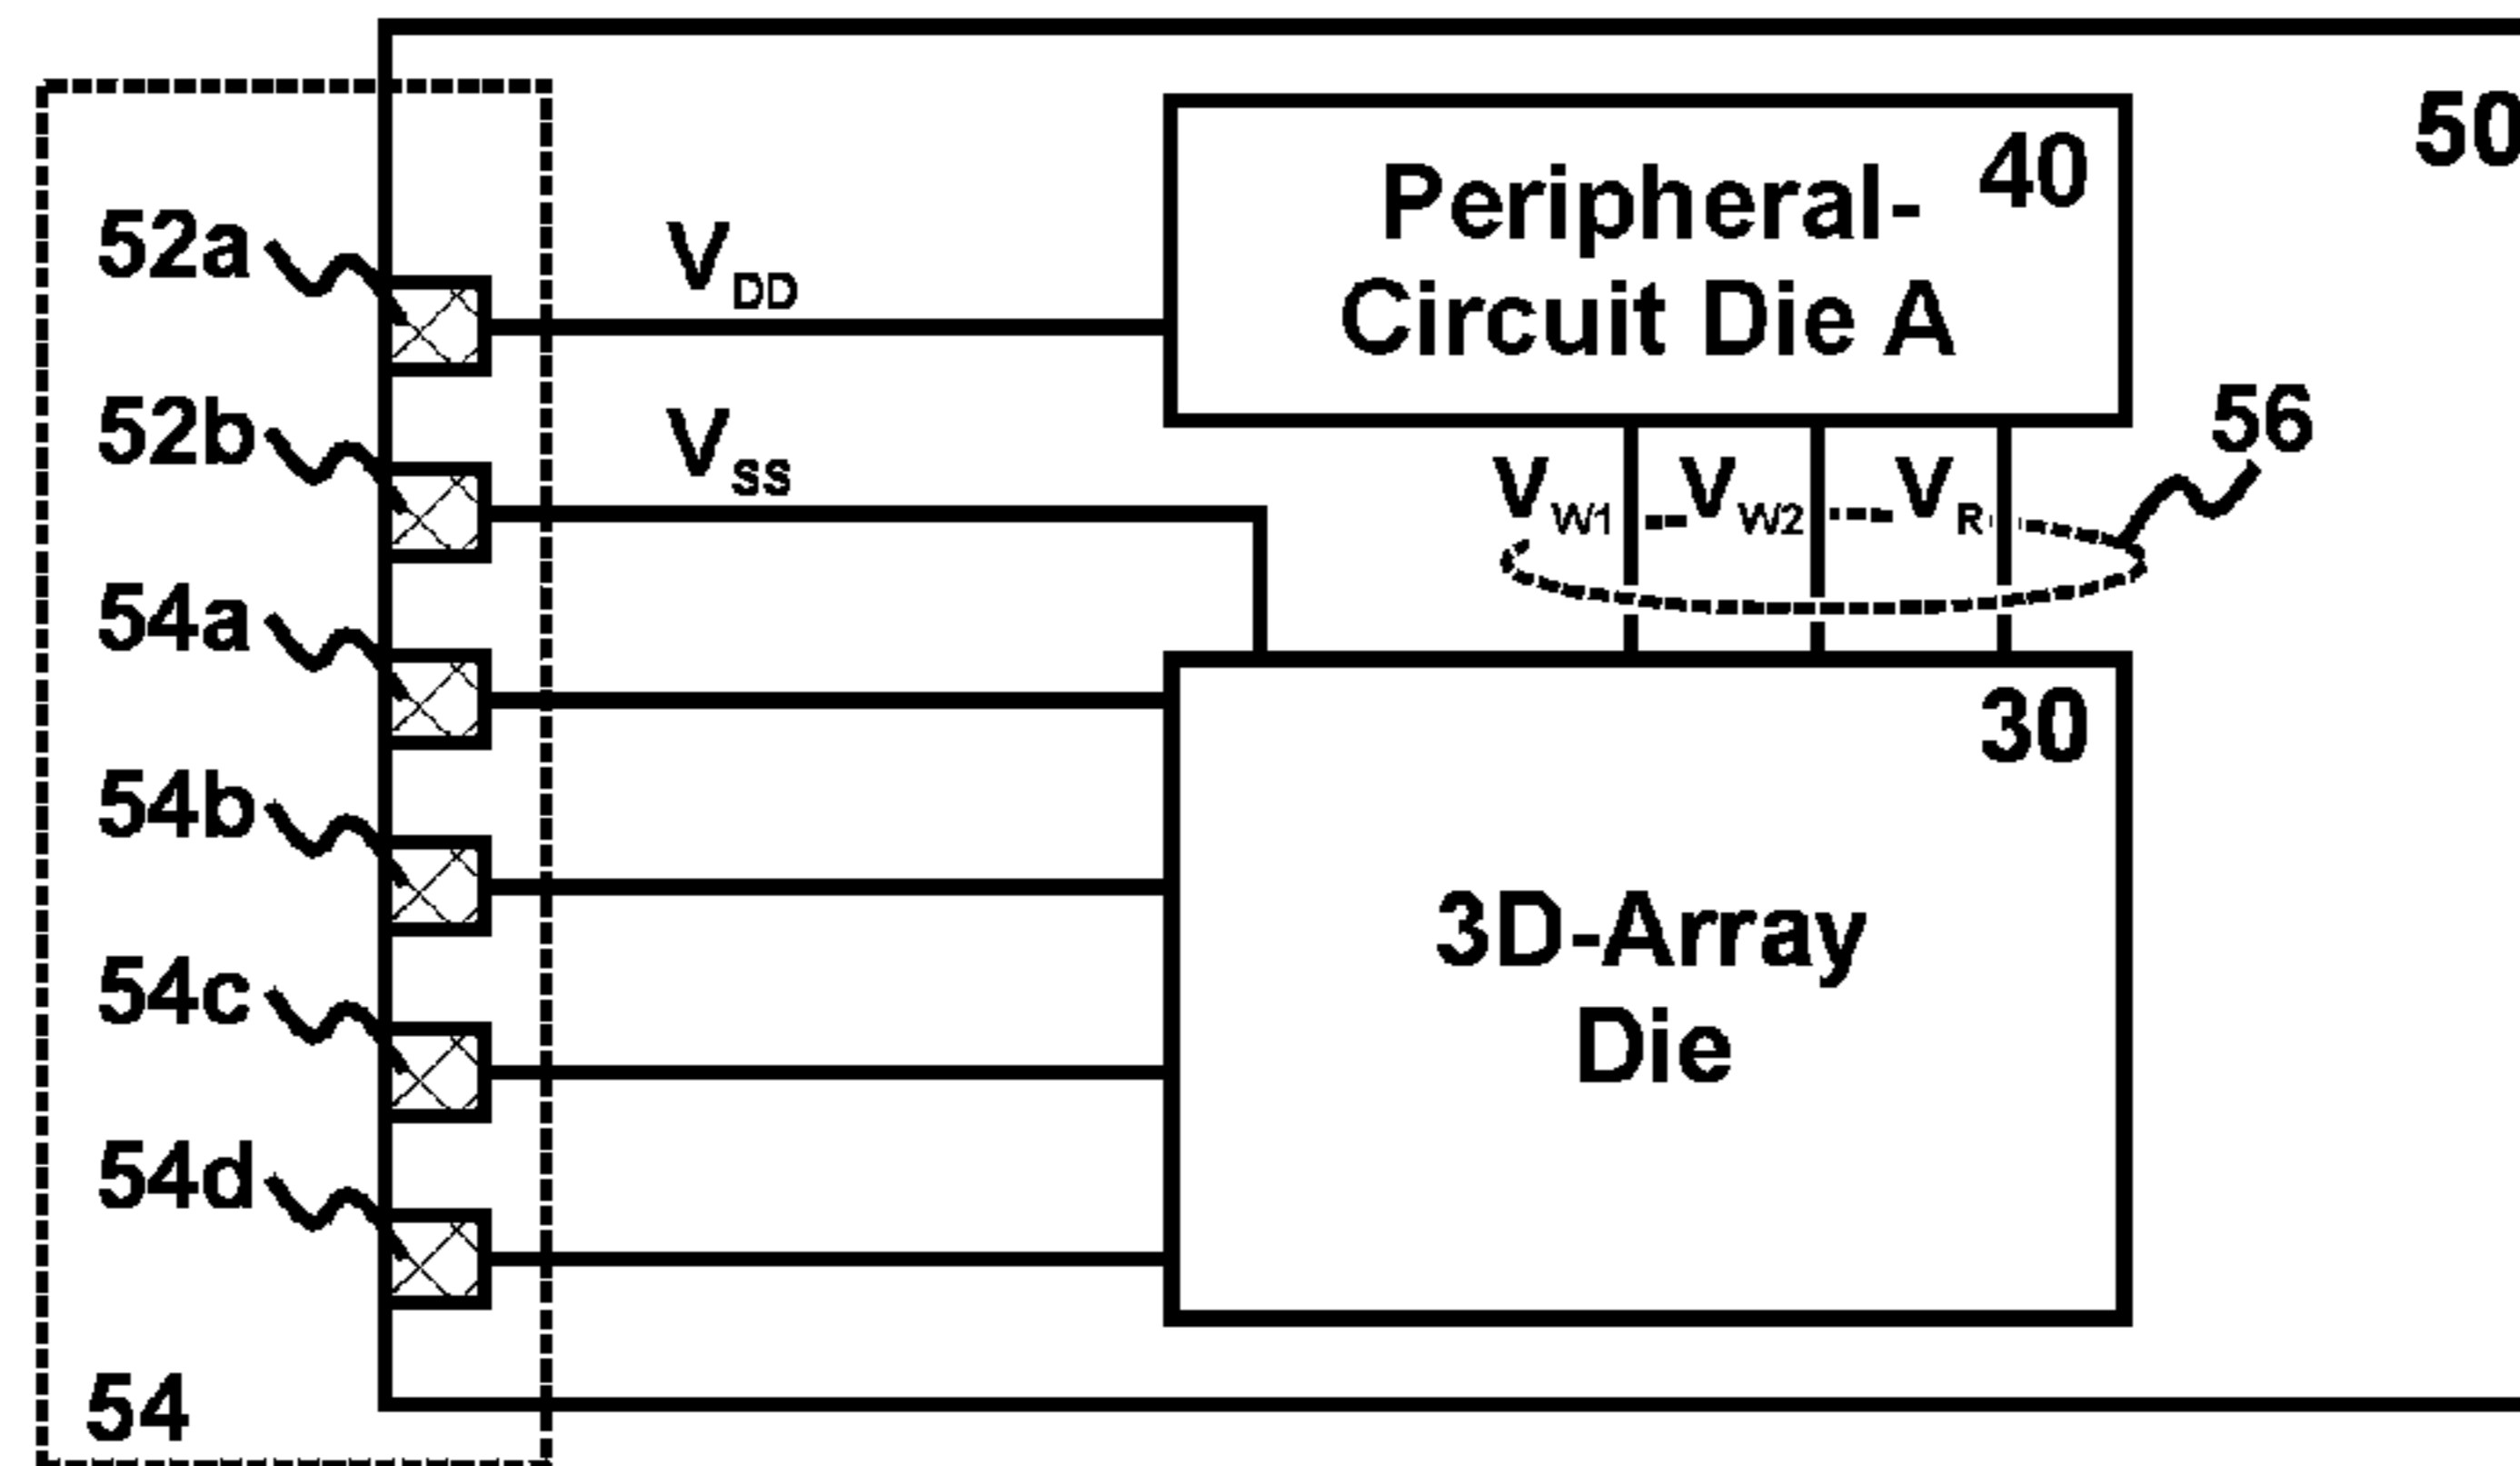 50
40
Peripheral-
Circuit Die A
52a
VDD
52b
VSS
56
VW1
VW2
VR
54a
30
54b
3D-Array
Die
54c
54d
54